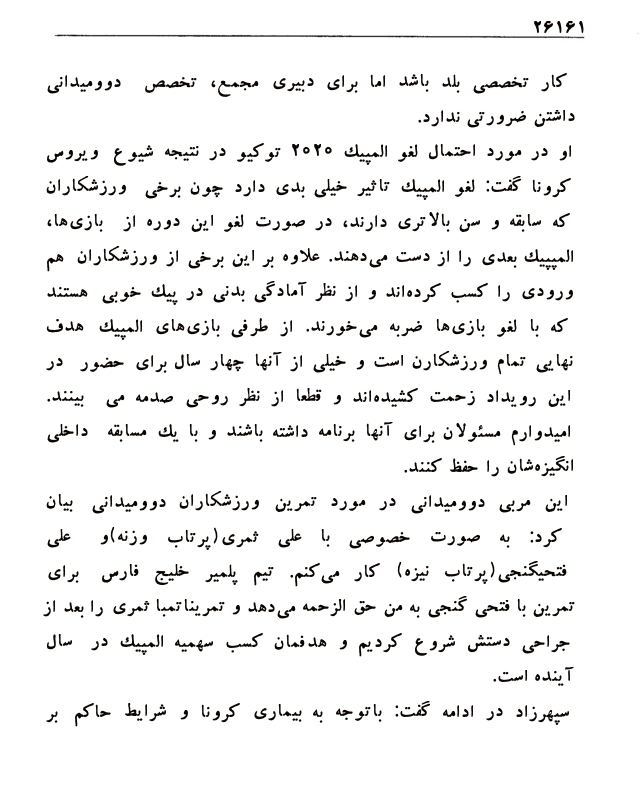 ۲۶۱۶۱
کار تخصصی بلد باشد اما برای دبیری مجمع، تخصص دوومیدانی
داشتن ضرورتی ندارد.
او در مورد احتمال لغو المپیك ۲۰۲۰ توکیو در نتیجه شیوع ویروس
کرونا گفت: لغو المپیك تاثیر خیلی بدی دارد چون برخی ورزشکاران
که سابقه و سن بالاتری دارند، در صورت لغو این دوره از بازی‌ها،
المپیك بعدی را از دست می‌دهند. علاوه بر این برخی از ورزشکاران هم
ورودی را کسب کرده‌اند و از نظر آمادگی بدنی در پیك خوبی هستند
که با لغو بازی‌ها ضربه می‌خورند. از طرفی بازی‌های المپیك هدف
نهایی تمام ورزشکارن است و خیلی از آنها چهار سال برای حضور در
این رویداد زحمت کشیده‌اند و قطعا از نظر روحی صدمه می بینند.
امیدوارم مسئولان برای آنها برنامه داشته باشند و با یك مسابقه داخلی
انگیزه‌شان را حفظ کنند.
این مربی دوومیدانی در مورد تمرین ورزشکاران دوومیدانی بیان
کرد: به صورت خصوصی با علی ثمری(پرتاب وزنه)و علی
فتحیگنجی(پرتاب نیزه) کار می‌کنم. تیم پلمیر خلیج فارس برای
تمرین با فتحی گنجی به من حق الزحمه می‌دهد و تمریناتمبا ثمری را بعد از
جراحی دستش شروع کردیم و هدفمان کسب سهمیه المپیك در سال
آینده است.
سپهرزاد در ادامه گفت: باتوجه به بیماری کرونا و شرایط حاکم بر